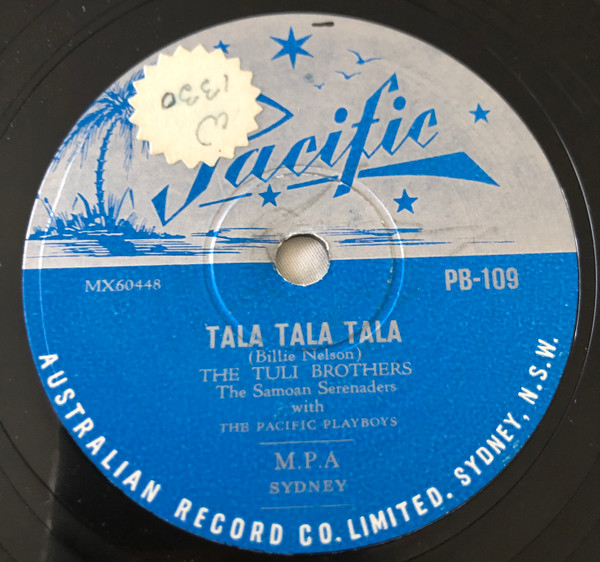 W
1330
Pacific
MX60448
PB-109
TALA TALA TALA
(Billie Nelson)
THE TULI BROTHERS
The Samoan Serenaders
with
THE PACIFIC PLAYBOYS
M.P.A
SYDNEY
AUSTRALIAN RECORD CO. LIMITED. SYDNEY, N.S.W.